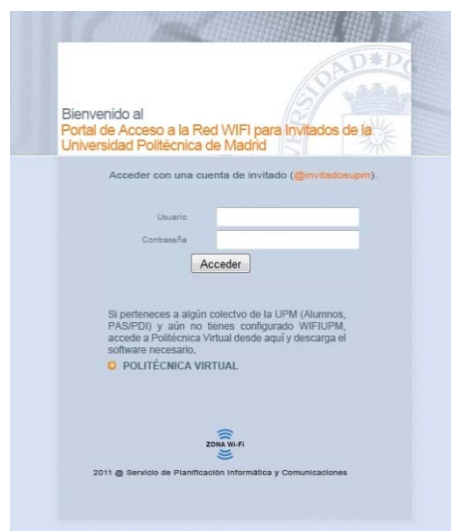 Bienvenido al
Portal de Acceso a la Red WIFI para Invitados de la
Universidad Politécnica de Madrid
Acceder con una cuenta de invitado (@invitadosupm).
Usuario
Contraseña
Acceder
Si perteneces a algún colectvo de la UPM (Alumnos,
PAS/PDI) y aún no tienes configurado WIFIUPM,
accede a Politécnica Virtual desde aquí y descarga el
software necesario.
POLITÉCNICA VIRTUAL
ZONA Wi-Fi
2011 @ Servicio de Planificación Informática y Comunicaciones